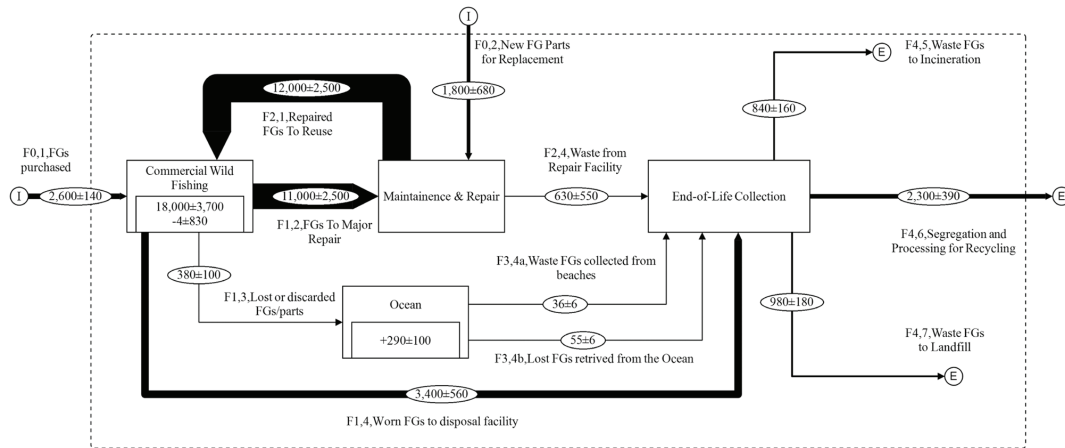 I
F0,2,New FG Parts
for Replacement
1,800±680
12,000±2,500
F2,1,Repaired
FGs To Reuse
F0,1,FGs
purchased
I
2,600±140
Commercial Wild
Fishing
18,000±3,700
-4±830
11,000±2,500
F1,2,FGs To Major
Repair
Maintainence & Repair
F2,4,Waste from
Repair Facility
630±550
End-of-Life Collection
840±160
F4,5,Waste FGs
to Incineration
E
2,300±390
E
F4,6,Segregation and
Processing for Recycling
980±180
F4,7,Waste FGs
to Landfill
E
380±100
F1,3,Lost or discarded
FGs/parts
Ocean
+290±100
F3,4a,Waste FGs collected from
beaches
36±6
55±6
F3,4b,Lost FGs retrived from the Ocean
3,400±560
F1,4,Worn FGs to disposal facility